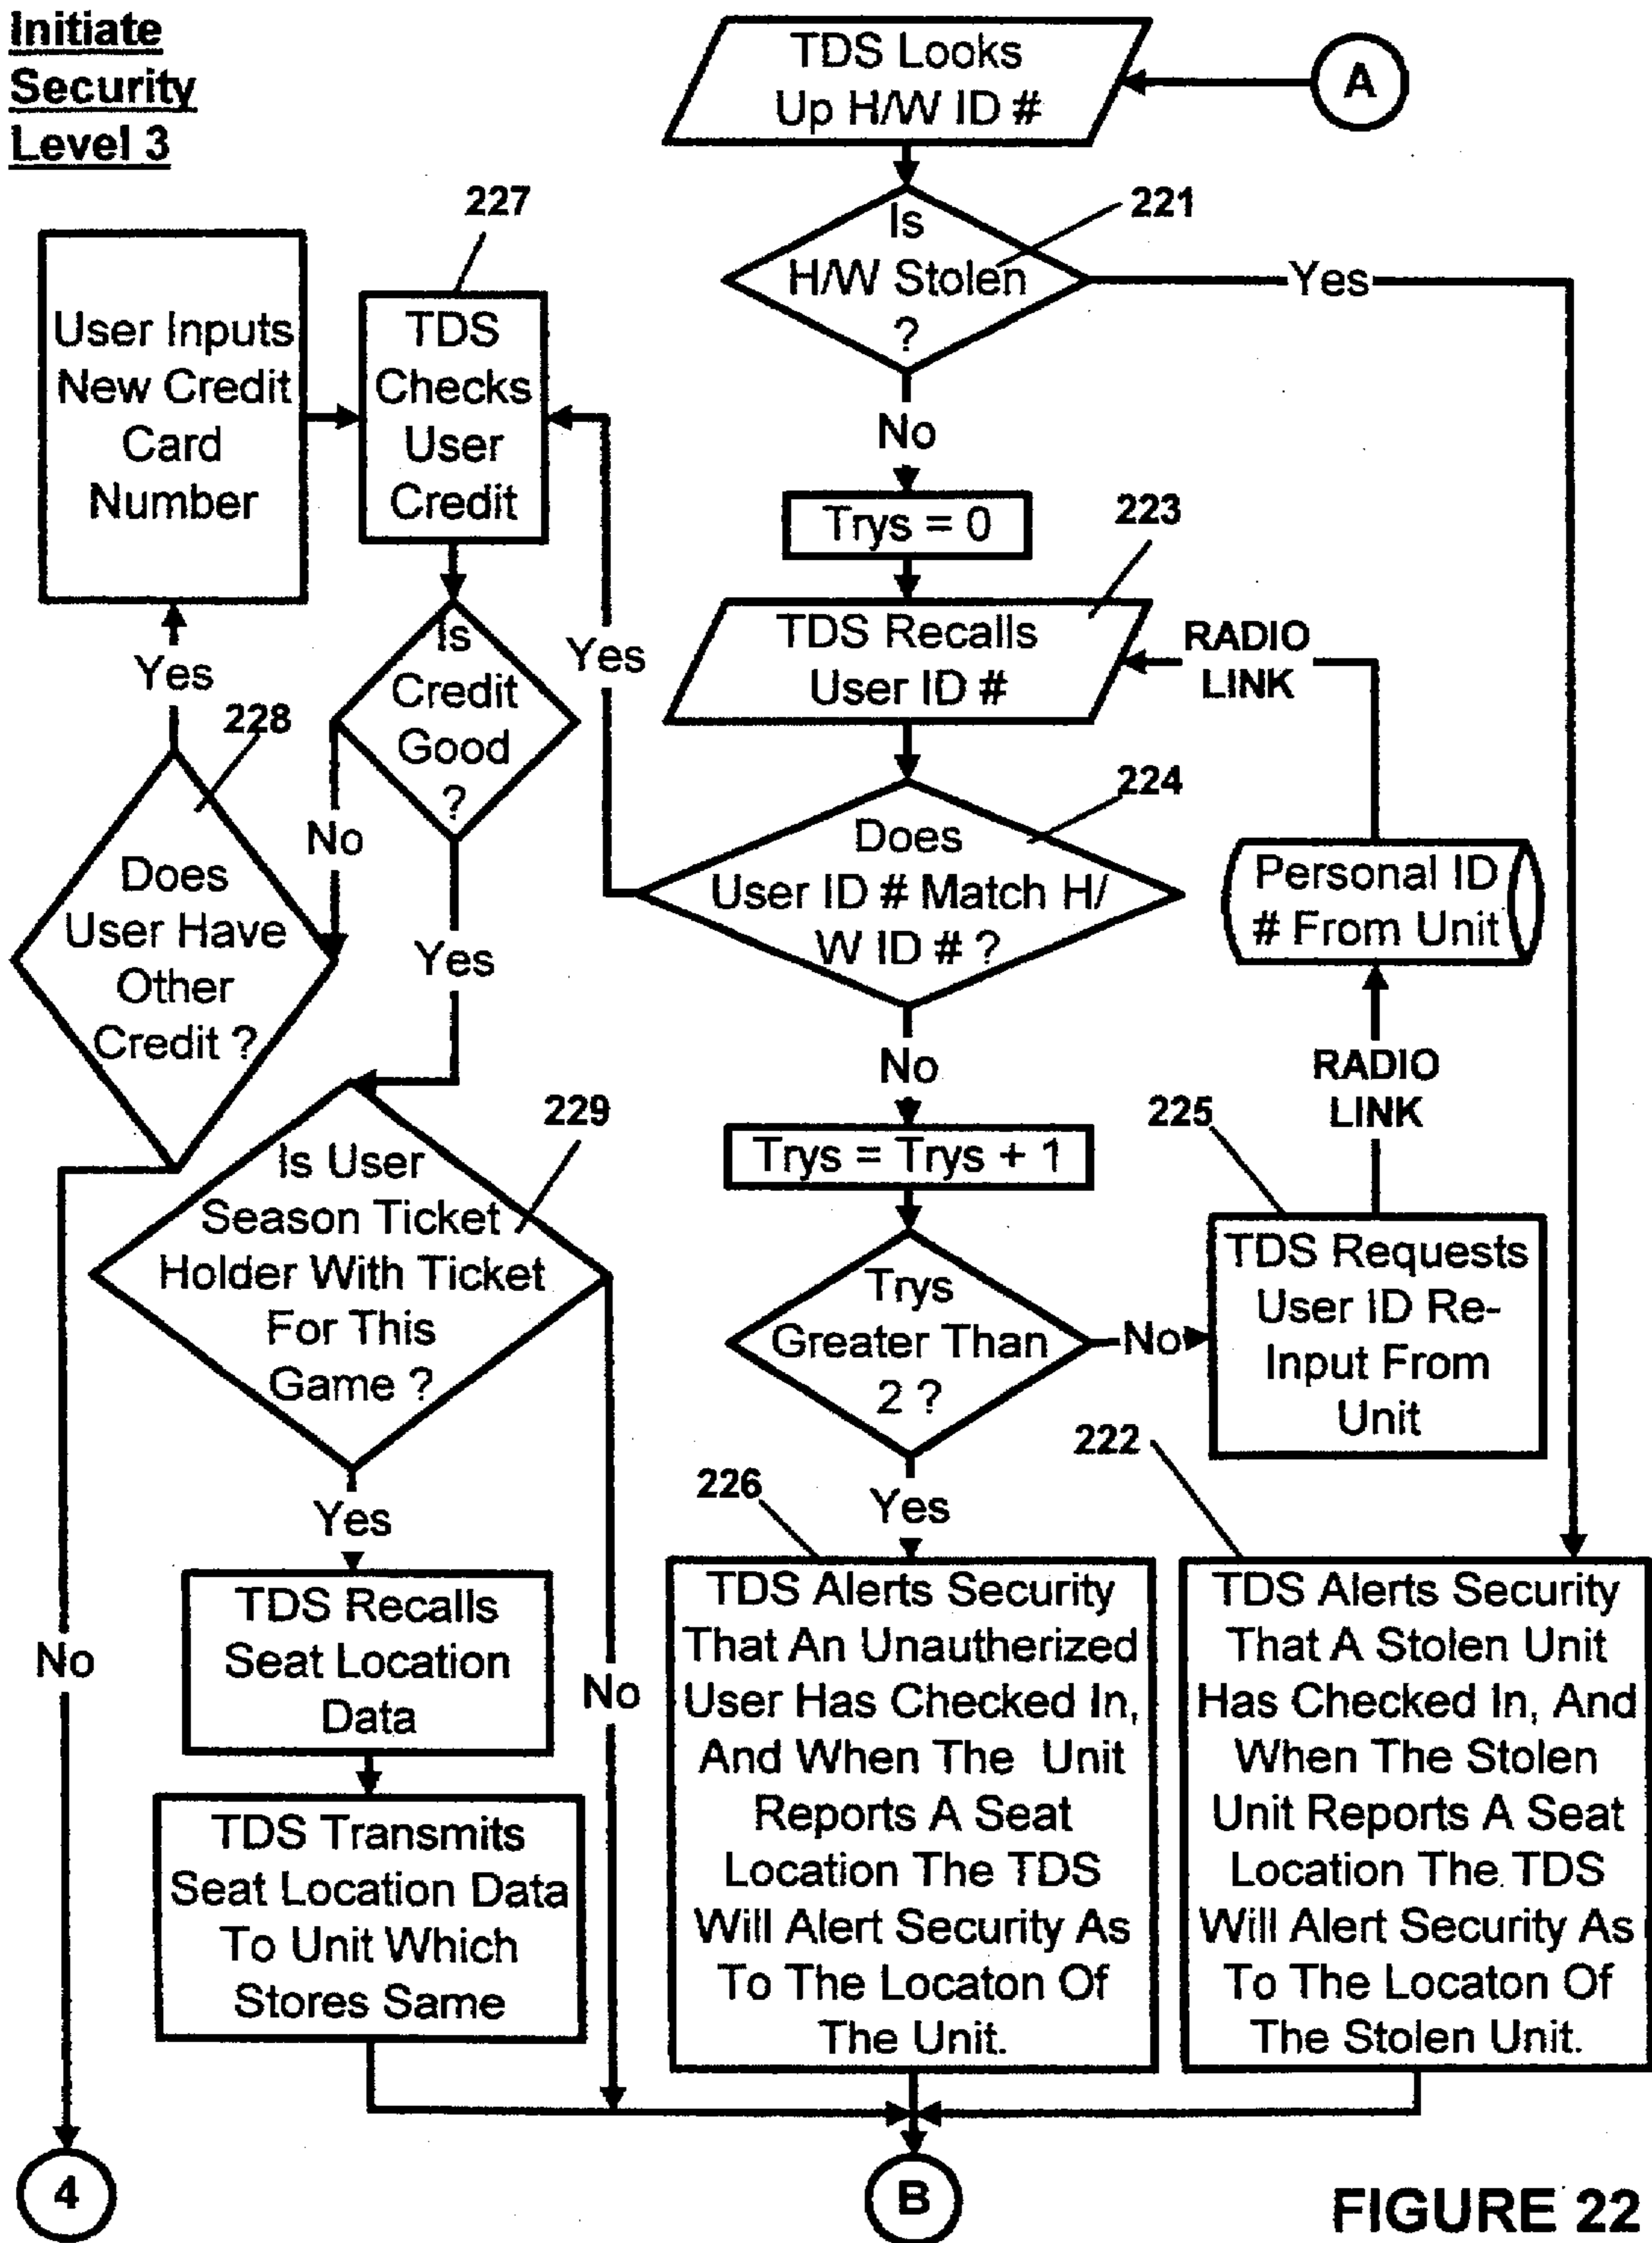 Initiate
Security
Level 3
TDS Looks
Up H/W ID #
A
221
Is
H/W Stolen
?
Yes
No
Trys = 0
223
TDS Recalls
User ID #
RADIO
LINK
224
Does
User ID # Match H/
W ID # ?
Yes
Personal ID
# From Unit
RADIO
LINK
No
Trys = Trys + 1
225
Trys
Greater Than
2 ?
No
TDS Requests
User ID Re-
Input From
Unit
Yes
226
TDS Alerts Security
That An Unautherized
User Has Checked In,
And When The Unit
Reports A Seat
Location The TDS
Will Alert Security As
To The Locaton Of
The Unit.
222
TDS Alerts Security
That A Stolen Unit
Has Checked In, And
When The Stolen
Unit Reports A Seat
Location The TDS
Will Alert Security As
To The Locaton Of
The Stolen Unit.
227
TDS
Checks
User
Credit
User Inputs
New Credit
Card
Number
Is
Credit
Good
?
Yes
228
No
Does
User Have
Other
Credit ?
Yes
229
Is User
Season Ticket
Holder With Ticket
For This
Game ?
Yes
No
No
TDS Recalls
Seat Location
Data
TDS Transmits
Seat Location Data
To Unit Which
Stores Same
4
B
FIGURE 22